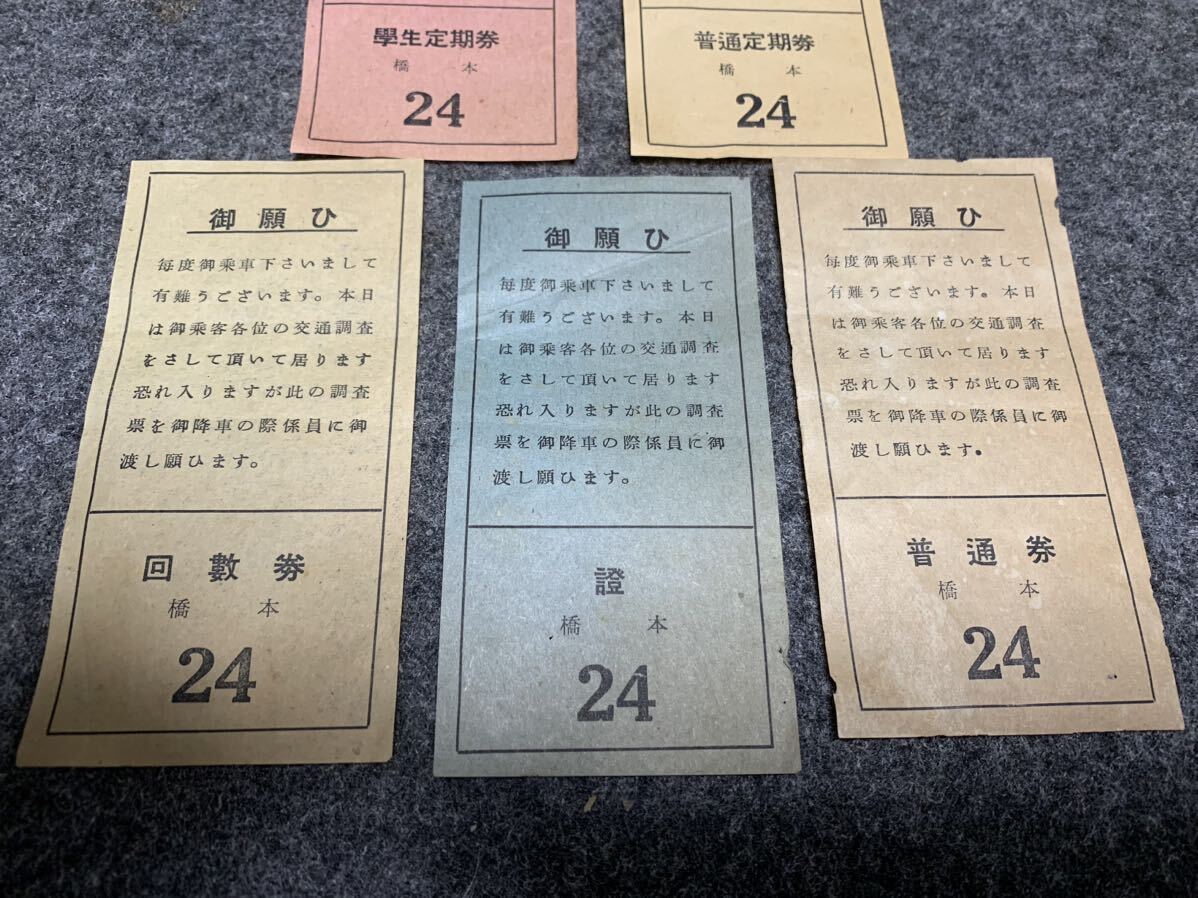 學生定期券
橋本
24
普通定期券
橋本
24
御願ひ
毎度御乘車下さいまして
有難うございます。本日
は御乘客各位の交通調査
をさして頂いて居ります
恐れ入りますが此の調査
票を御降車の際係員に御
渡し願ひます。
回數券
橋本
24
御願ひ
毎度御乘車下さいまして
有難うございます。本日
は御乘客各位の交通調査
をさして頂いて居ります
恐れ入りますが此の調査
票を御降車の際係員に御
渡し願ひます。
證
橋本
24
御願ひ
毎度御乘車下さいまして
有難うございます。本日
は御乘客各位の交通調査
をさして頂いて居ります
恐れ入りますが此の調査
票を御降車の際係員に御
渡し願ひます。
普通券
橋本
24